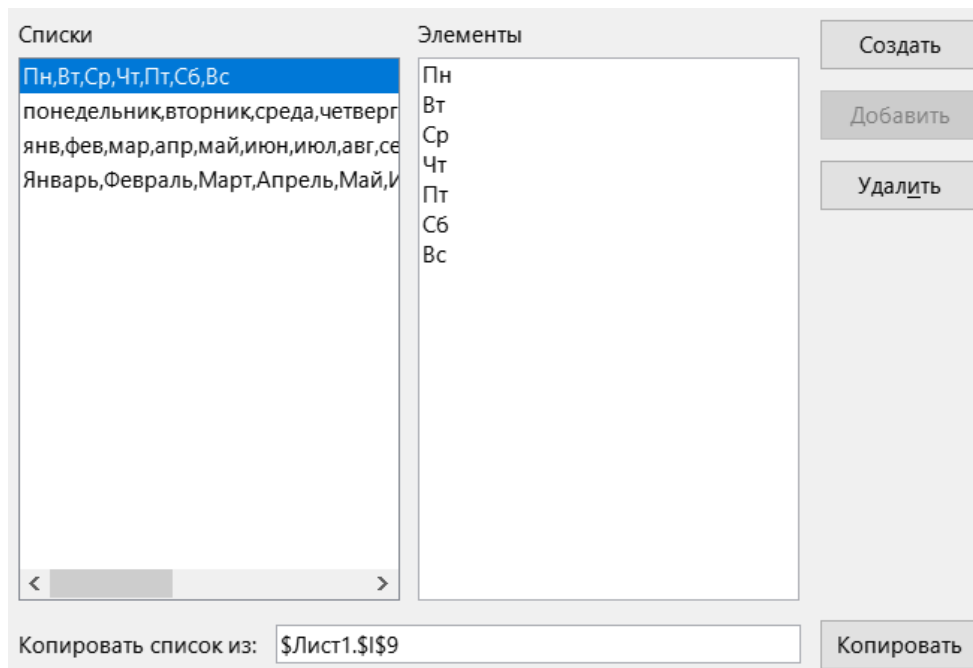 Списки
Пн,Вт,Ср,Чт,Пт,Сб,Вс
понедельник,вторник,среда,четверг
янв,фев,мар,апр,май,июн,июл,авг,се
Январь,Февраль,Март,Апрель,Май,И
Элементы
Пн
Вт
Ср
Чт
Пт
Сб
Вс
Создать
Добавить
Удалить
Копировать список из:
$Лист1.$I$9
Копировать